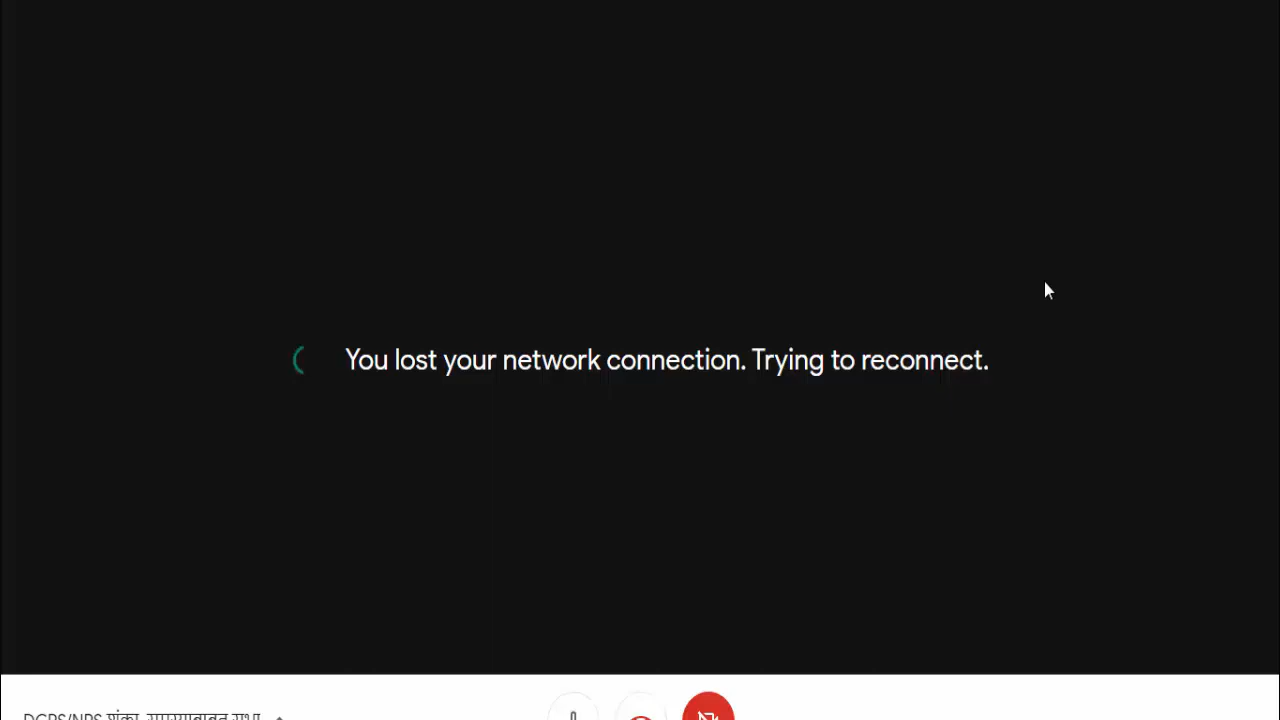 You lost your network connection. Trying to reconnect.
DCPS/NPS शंका